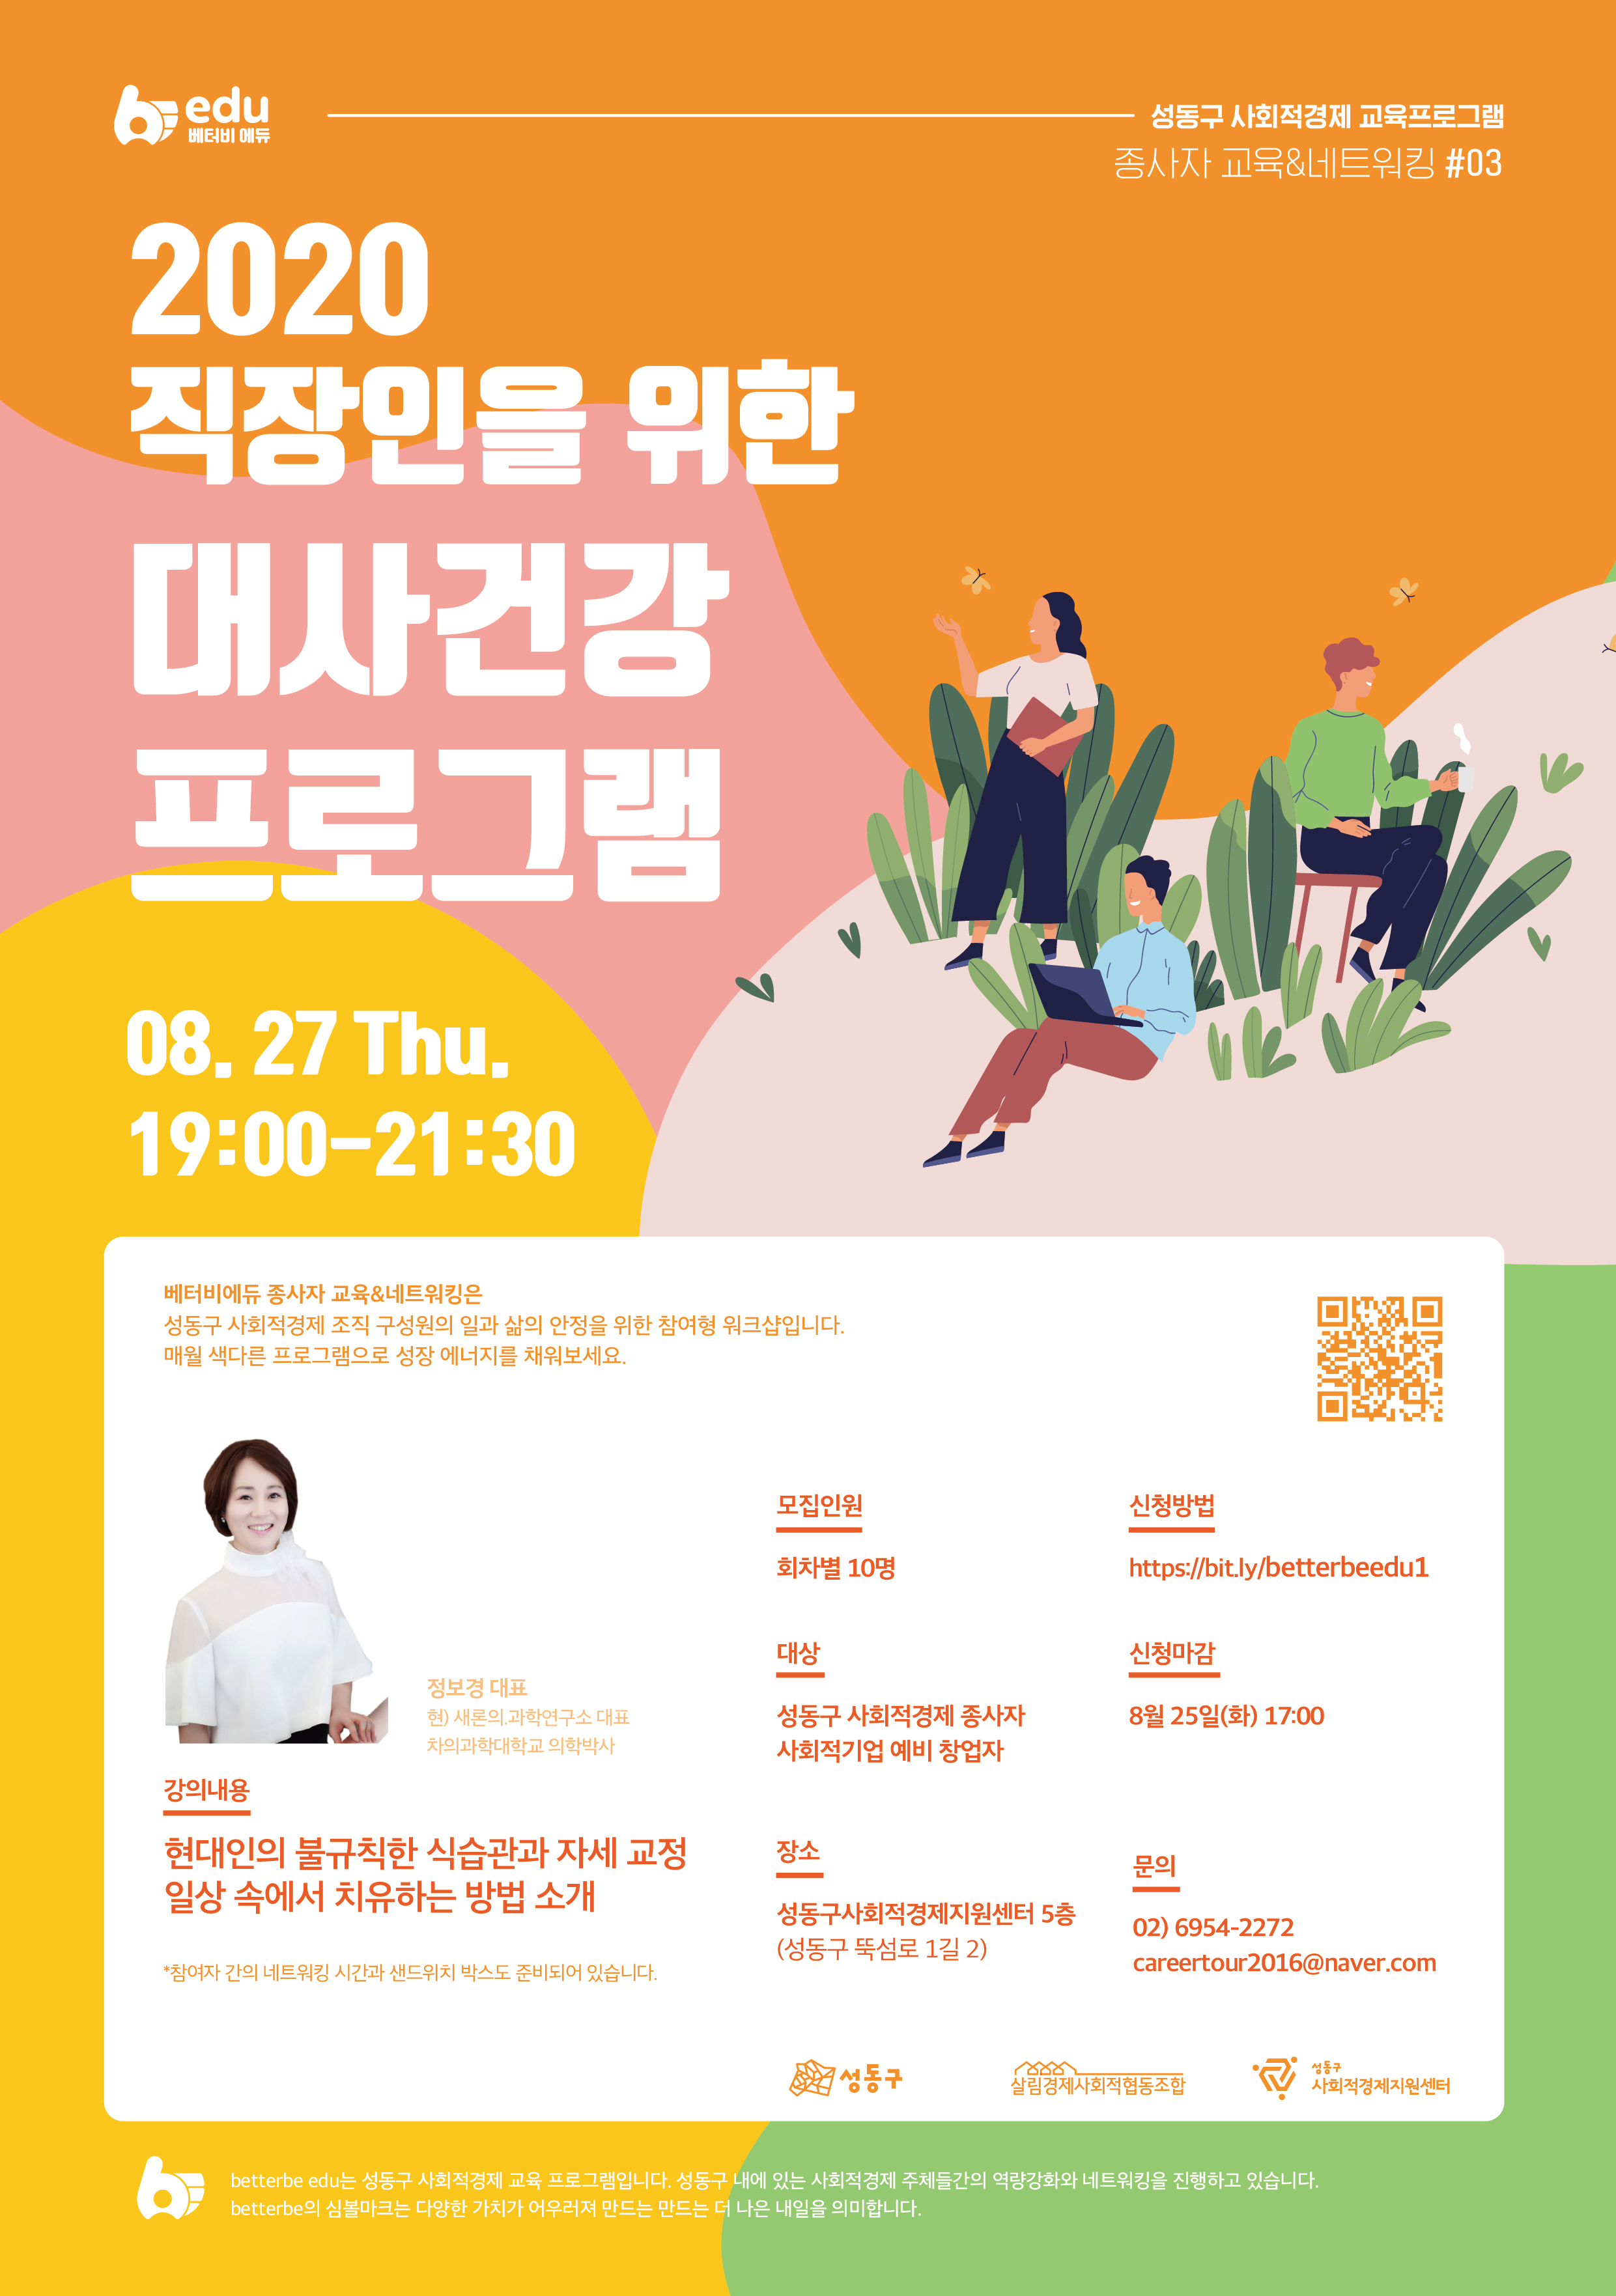 edu
베터비 에듀
성동구 사회적경제 교육프로그램
종사자 교육&네트워킹 #03
2020
직장인을 위한
대사건강
프로그램
08. 27 Thu.
19:00-21:30
베터비에듀 종사자 교육&네트워킹은
성동구 사회적경제 조직 구성원의 일과 삶의 안정을 위한 참여형 워크샵입니다.
매월 색다른 프로그램으로 성장 에너지를 채워보세요.
정보경 대표
현) 새론의.과학연구소 대표
차의과학대학교 의학박사
강의내용
현대인의 불규칙한 식습관과 자세 교정
일상 속에서 치유하는 방법 소개
*참여자 간의 네트워킹 시간과 샌드위치 박스도 준비되어 있습니다.
모집인원
회차별 10명
대상
성동구 사회적경제 종사자
사회적기업 예비 창업자
장소
성동구사회적경제지원센터 5층
(성동구 뚝섬로 1길 2)
신청방법
https://bit.ly/betterbeedu1
신청마감
8월 25일(화) 17:00
문의
02) 6954-2272
careertour2016@naver.com
성동구
살림경제사회적협동조합
성동구
사회적경제지원센터
betterbe edu는 성동구 사회적경제 교육 프로그램입니다. 성동구 내에 있는 사회적경제 주체들간의 역량강화와 네트워킹을 진행하고 있습니다.
betterbe의 심볼마크는 다양한 가치가 어우러져 만드는 만드는 더 나은 내일을 의미합니다.